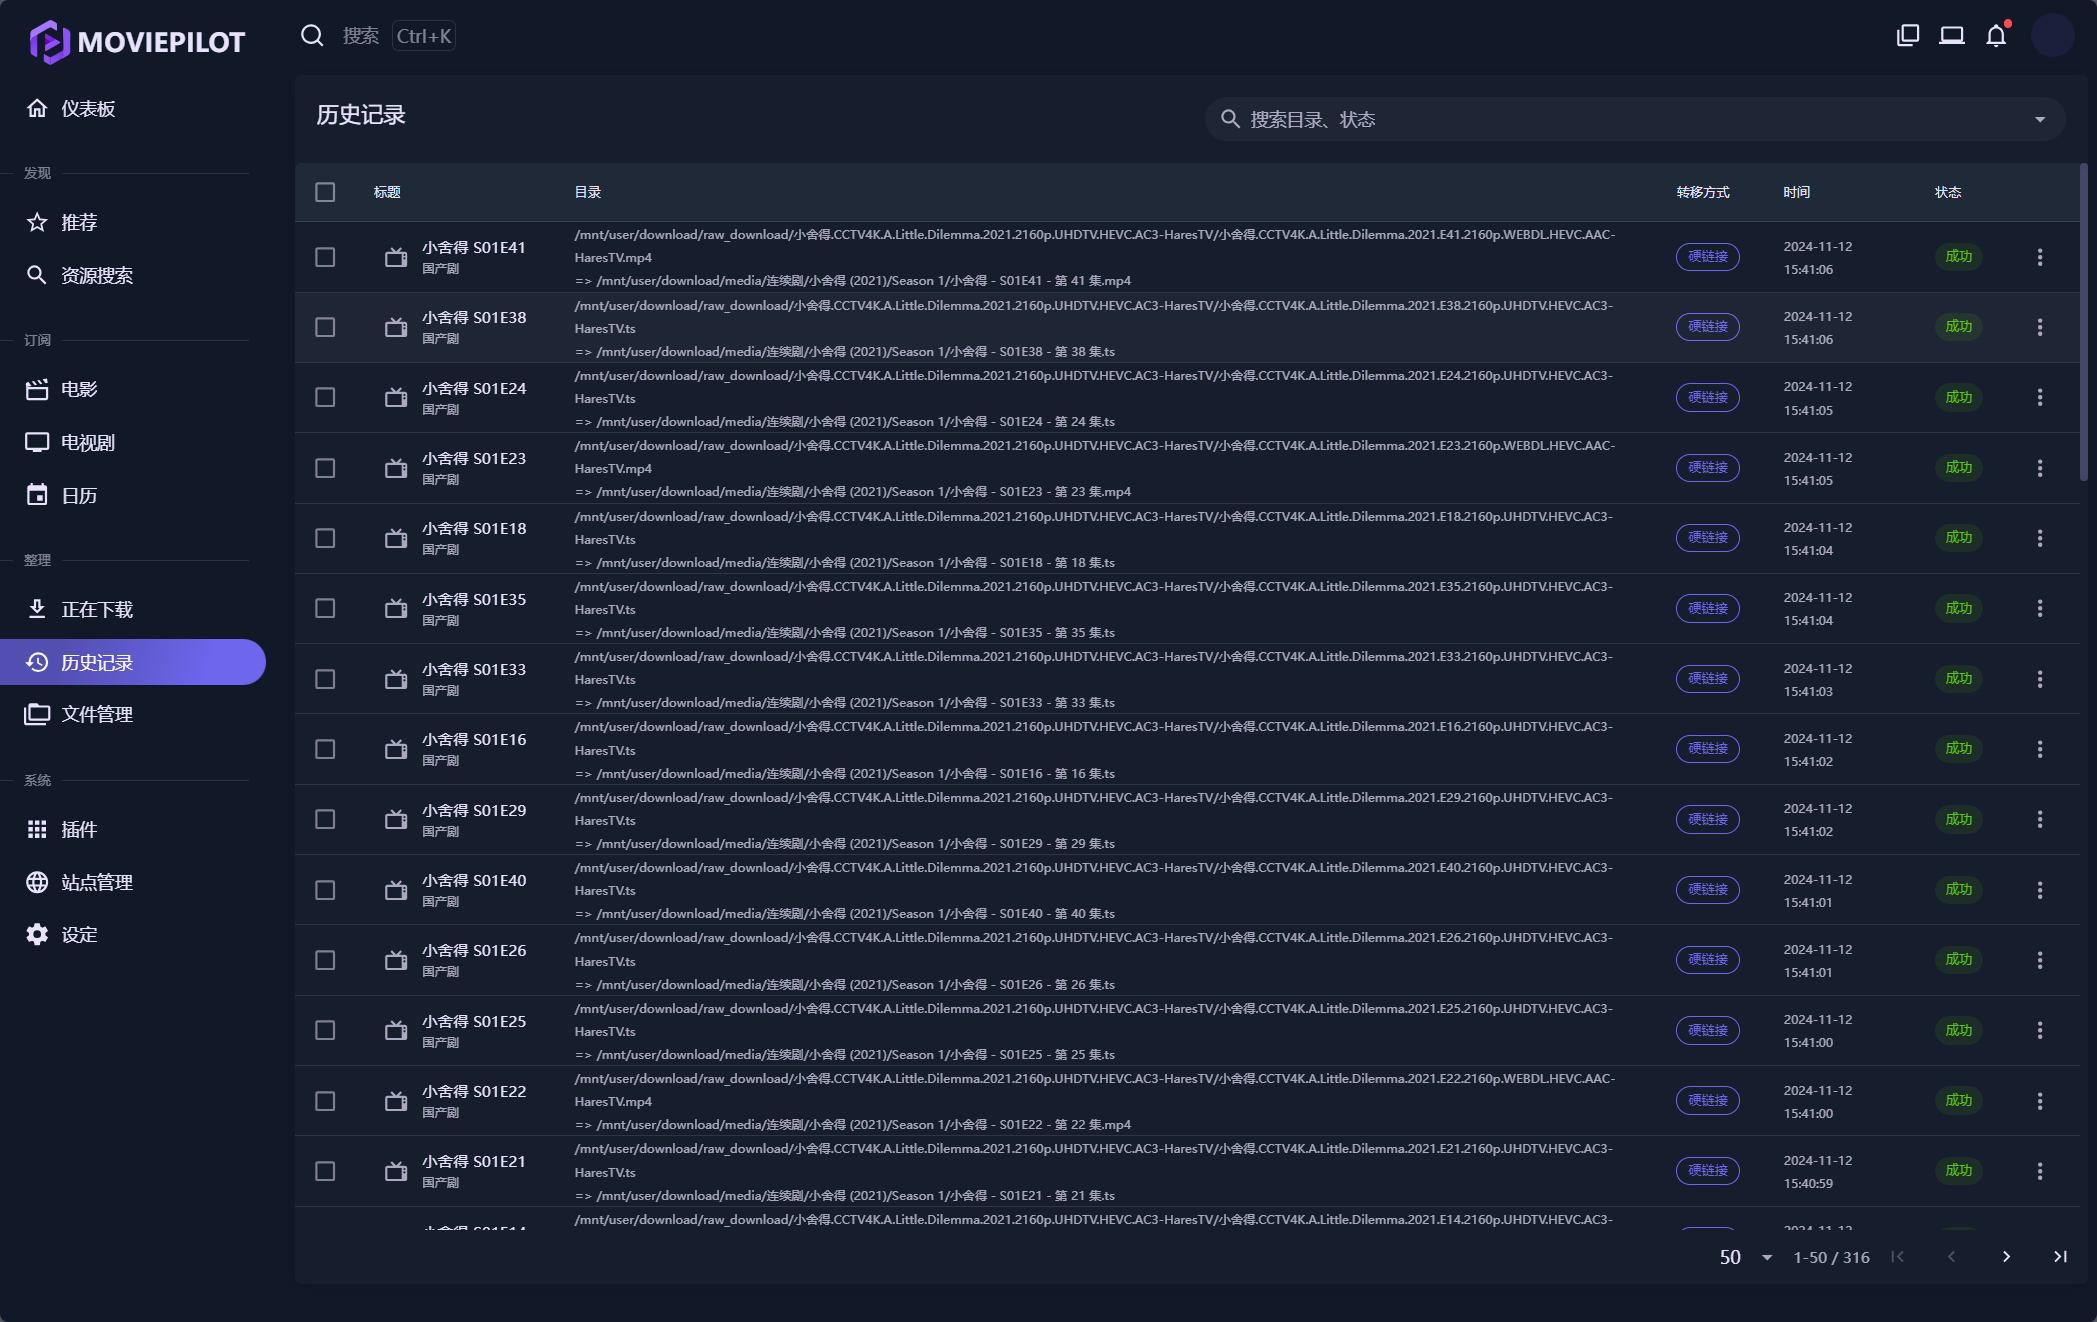 MOVIEPILOT
搜索 Ctrl+K
仪表板
发现
推荐
资源搜索
订阅
电影
电视剧
日历
整理
正在下载
历史记录
文件管理
系统
插件
站点管理
设定
历史记录
搜索目录、状态
标题 目录 转移方式 时间 状态
小舍得 S01E41
国产剧
/mnt/user/download/raw_download/小舍得.CCTV4K.A.Little.Dilemma.2021.2160p.UHDTV.HEVC.AC3-HaresTV/小舍得.CCTV4K.A.Little.Dilemma.2021.E41.2160p.WEBDL.HEVC.AAC-
HaresTV.mp4
=> /mnt/user/download/media/连续剧/小舍得 (2021)/Season 1/小舍得 - S01E41 - 第 41 集.mp4
硬链接
2024-11-12
15:41:06
成功
小舍得 S01E38
国产剧
/mnt/user/download/raw_download/小舍得.CCTV4K.A.Little.Dilemma.2021.2160p.UHDTV.HEVC.AC3-HaresTV/小舍得.CCTV4K.A.Little.Dilemma.2021.E38.2160p.UHDTV.HEVC.AC3-
HaresTV.ts
=> /mnt/user/download/media/连续剧/小舍得 (2021)/Season 1/小舍得 - S01E38 - 第 38 集.ts
硬链接
2024-11-12
15:41:06
成功
小舍得 S01E24
国产剧
/mnt/user/download/raw_download/小舍得.CCTV4K.A.Little.Dilemma.2021.2160p.UHDTV.HEVC.AC3-HaresTV/小舍得.CCTV4K.A.Little.Dilemma.2021.E24.2160p.UHDTV.HEVC.AC3-
HaresTV.ts
=> /mnt/user/download/media/连续剧/小舍得 (2021)/Season 1/小舍得 - S01E24 - 第 24 集.ts
硬链接
2024-11-12
15:41:05
成功
小舍得 S01E23
国产剧
/mnt/user/download/raw_download/小舍得.CCTV4K.A.Little.Dilemma.2021.2160p.UHDTV.HEVC.AC3-HaresTV/小舍得.CCTV4K.A.Little.Dilemma.2021.E23.2160p.WEBDL.HEVC.AAC-
HaresTV.mp4
=> /mnt/user/download/media/连续剧/小舍得 (2021)/Season 1/小舍得 - S01E23 - 第 23 集.mp4
硬链接
2024-11-12
15:41:05
成功
小舍得 S01E18
国产剧
/mnt/user/download/raw_download/小舍得.CCTV4K.A.Little.Dilemma.2021.2160p.UHDTV.HEVC.AC3-HaresTV/小舍得.CCTV4K.A.Little.Dilemma.2021.E18.2160p.UHDTV.HEVC.AC3-
HaresTV.ts
=> /mnt/user/download/media/连续剧/小舍得 (2021)/Season 1/小舍得 - S01E18 - 第 18 集.ts
硬链接
2024-11-12
15:41:04
成功
小舍得 S01E35
国产剧
/mnt/user/download/raw_download/小舍得.CCTV4K.A.Little.Dilemma.2021.2160p.UHDTV.HEVC.AC3-HaresTV/小舍得.CCTV4K.A.Little.Dilemma.2021.E35.2160p.UHDTV.HEVC.AC3-
HaresTV.ts
=> /mnt/user/download/media/连续剧/小舍得 (2021)/Season 1/小舍得 - S01E35 - 第 35 集.ts
硬链接
2024-11-12
15:41:04
成功
小舍得 S01E33
国产剧
/mnt/user/download/raw_download/小舍得.CCTV4K.A.Little.Dilemma.2021.2160p.UHDTV.HEVC.AC3-HaresTV/小舍得.CCTV4K.A.Little.Dilemma.2021.E33.2160p.UHDTV.HEVC.AC3-
HaresTV.ts
=> /mnt/user/download/media/连续剧/小舍得 (2021)/Season 1/小舍得 - S01E33 - 第 33 集.ts
硬链接
2024-11-12
15:41:03
成功
小舍得 S01E16
国产剧
/mnt/user/download/raw_download/小舍得.CCTV4K.A.Little.Dilemma.2021.2160p.UHDTV.HEVC.AC3-HaresTV/小舍得.CCTV4K.A.Little.Dilemma.2021.E16.2160p.UHDTV.HEVC.AC3-
HaresTV.ts
=> /mnt/user/download/media/连续剧/小舍得 (2021)/Season 1/小舍得 - S01E16 - 第 16 集.ts
硬链接
2024-11-12
15:41:02
成功
小舍得 S01E29
国产剧
/mnt/user/download/raw_download/小舍得.CCTV4K.A.Little.Dilemma.2021.2160p.UHDTV.HEVC.AC3-HaresTV/小舍得.CCTV4K.A.Little.Dilemma.2021.E29.2160p.UHDTV.HEVC.AC3-
HaresTV.ts
=> /mnt/user/download/media/连续剧/小舍得 (2021)/Season 1/小舍得 - S01E29 - 第 29 集.ts
硬链接
2024-11-12
15:41:02
成功
小舍得 S01E40
国产剧
/mnt/user/download/raw_download/小舍得.CCTV4K.A.Little.Dilemma.2021.2160p.UHDTV.HEVC.AC3-HaresTV/小舍得.CCTV4K.A.Little.Dilemma.2021.E40.2160p.UHDTV.HEVC.AC3-
HaresTV.ts
=> /mnt/user/download/media/连续剧/小舍得 (2021)/Season 1/小舍得 - S01E40 - 第 40 集.ts
硬链接
2024-11-12
15:41:01
成功
小舍得 S01E26
国产剧
/mnt/user/download/raw_download/小舍得.CCTV4K.A.Little.Dilemma.2021.2160p.UHDTV.HEVC.AC3-HaresTV/小舍得.CCTV4K.A.Little.Dilemma.2021.E26.2160p.UHDTV.HEVC.AC3-
HaresTV.ts
=> /mnt/user/download/media/连续剧/小舍得 (2021)/Season 1/小舍得 - S01E26 - 第 26 集.ts
硬链接
2024-11-12
15:41:01
成功
小舍得 S01E25
国产剧
/mnt/user/download/raw_download/小舍得.CCTV4K.A.Little.Dilemma.2021.2160p.UHDTV.HEVC.AC3-HaresTV/小舍得.CCTV4K.A.Little.Dilemma.2021.E25.2160p.UHDTV.HEVC.AC3-
HaresTV.ts
=> /mnt/user/download/media/连续剧/小舍得 (2021)/Season 1/小舍得 - S01E25 - 第 25 集.ts
硬链接
2024-11-12
15:41:00
成功
小舍得 S01E22
国产剧
/mnt/user/download/raw_download/小舍得.CCTV4K.A.Little.Dilemma.2021.2160p.UHDTV.HEVC.AC3-HaresTV/小舍得.CCTV4K.A.Little.Dilemma.2021.E22.2160p.WEBDL.HEVC.AAC-
HaresTV.mp4
=> /mnt/user/download/media/连续剧/小舍得 (2021)/Season 1/小舍得 - S01E22 - 第 22 集.mp4
硬链接
2024-11-12
15:41:00
成功
小舍得 S01E21
国产剧
/mnt/user/download/raw_download/小舍得.CCTV4K.A.Little.Dilemma.2021.2160p.UHDTV.HEVC.AC3-HaresTV/小舍得.CCTV4K.A.Little.Dilemma.2021.E21.2160p.UHDTV.HEVC.AC3-
HaresTV.ts
=> /mnt/user/download/media/连续剧/小舍得 (2021)/Season 1/小舍得 - S01E21 - 第 21 集.ts
硬链接
2024-11-12
15:40:59
成功
/mnt/user/download/raw_download/小舍得.CCTV4K.A.Little.Dilemma.2021.2160p.UHDTV.HEVC.AC3-HaresTV/小舍得.CCTV4K.A.Little.Dilemma.2021.E14.2160p.UHDTV.HEVC.AC3-
50 1-50 / 316